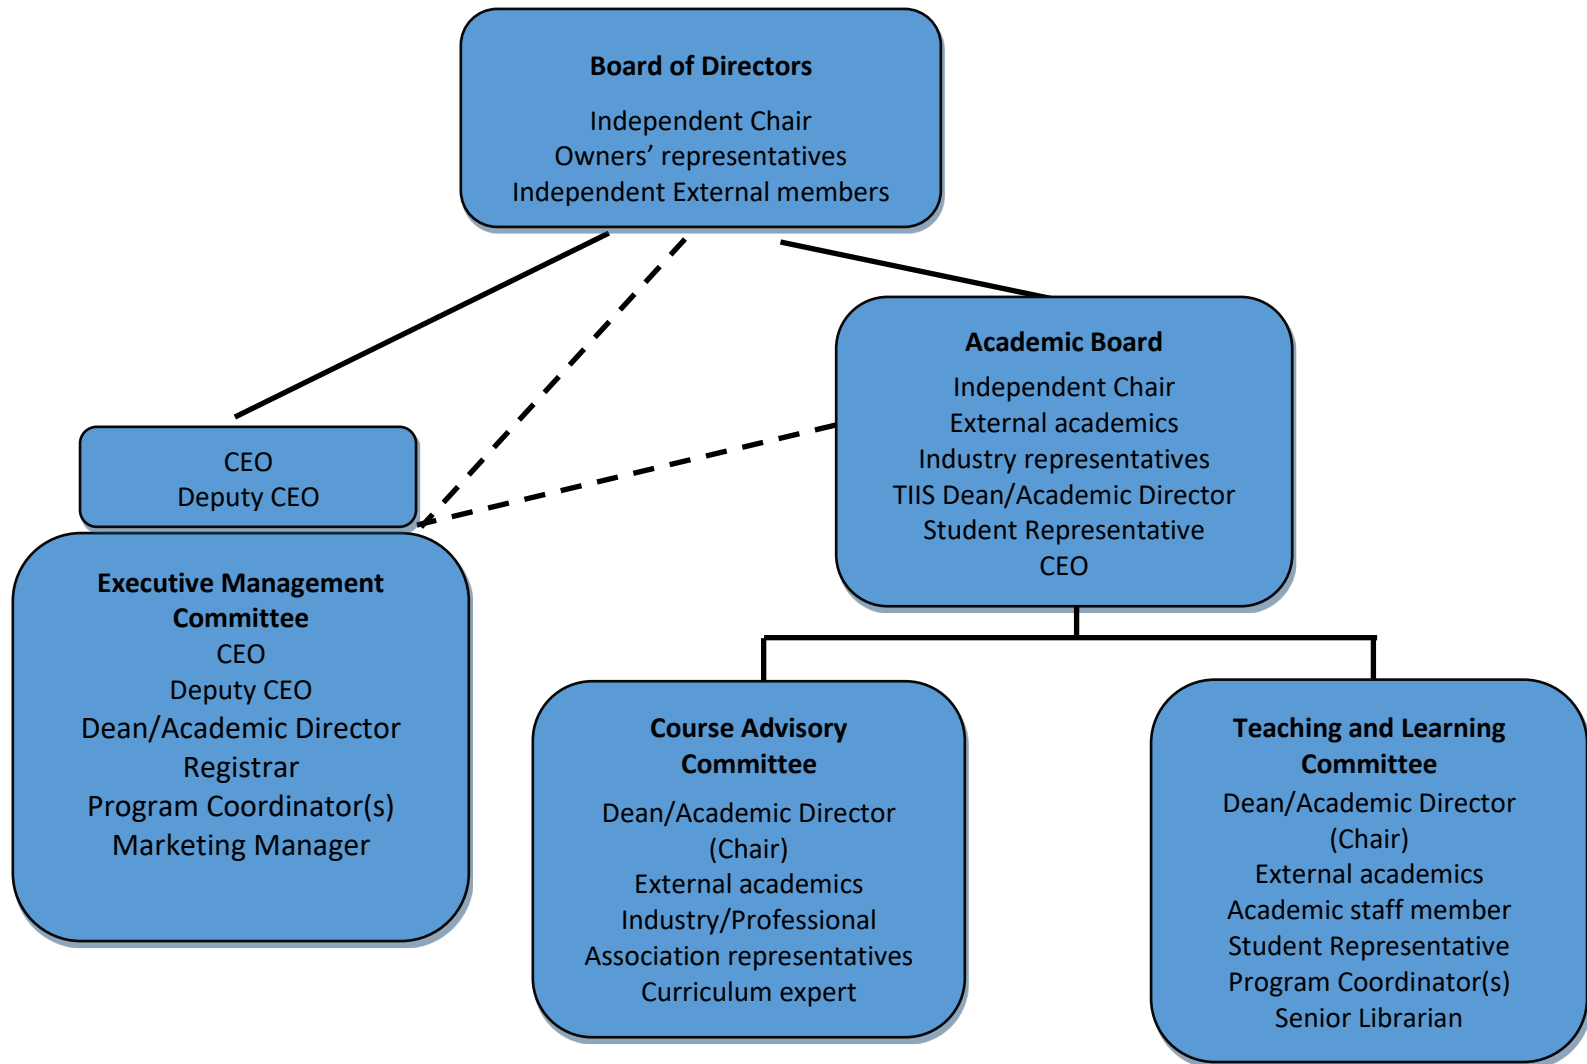 Board of Directors
Independent Chair
Owners’ representatives
Independent External members
Academic Board
Independent Chair
External academics
Industry representatives
TIIS Dean/Academic Director
Student Representative
CEO
CEO
Deputy CEO
Executive Management
Committee
CEO
Deputy CEO
Dean/Academic Director
Registrar
Program Coordinator(s)
Marketing Manager
Course Advisory
Committee
Dean/Academic Director
(Chair)
External academics
Industry/Professional
Association representatives
Curriculum expert
Teaching and Learning
Committee
Dean/Academic Director
(Chair)
External academics
Academic staff member
Student Representative
Program Coordinator(s)
Senior Librarian